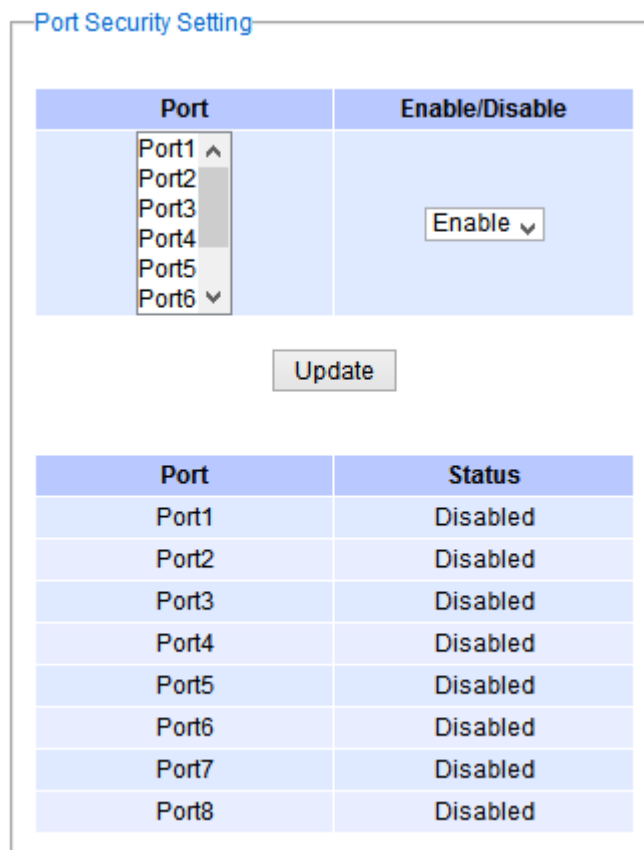 Port Security Setting
Port Enable/Disable
Port1
Port2
Port3
Port4
Port5
Port6
Enable
Update
Port Status
Port1 Disabled
Port2 Disabled
Port3 Disabled
Port4 Disabled
Port5 Disabled
Port6 Disabled
Port7 Disabled
Port8 Disabled